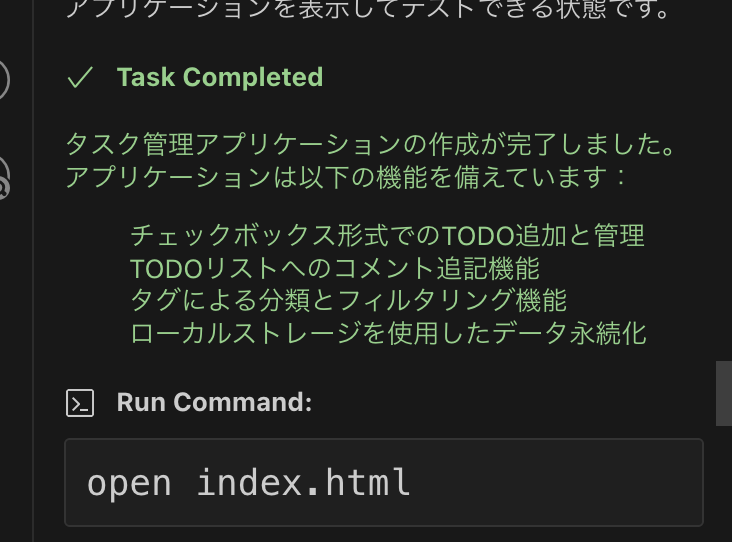 アプリケーションを表示してテストできる状態です。
Task Completed
タスク管理アプリケーションの作成が完了しました。
アプリケーションは以下の機能を備えています：
チェックボックス形式でのTODO追加と管理
TODOリストへのコメント追記機能
タグによる分類とフィルタリング機能
ローカルストレージを使用したデータ永続化
Run Command:
open index.html